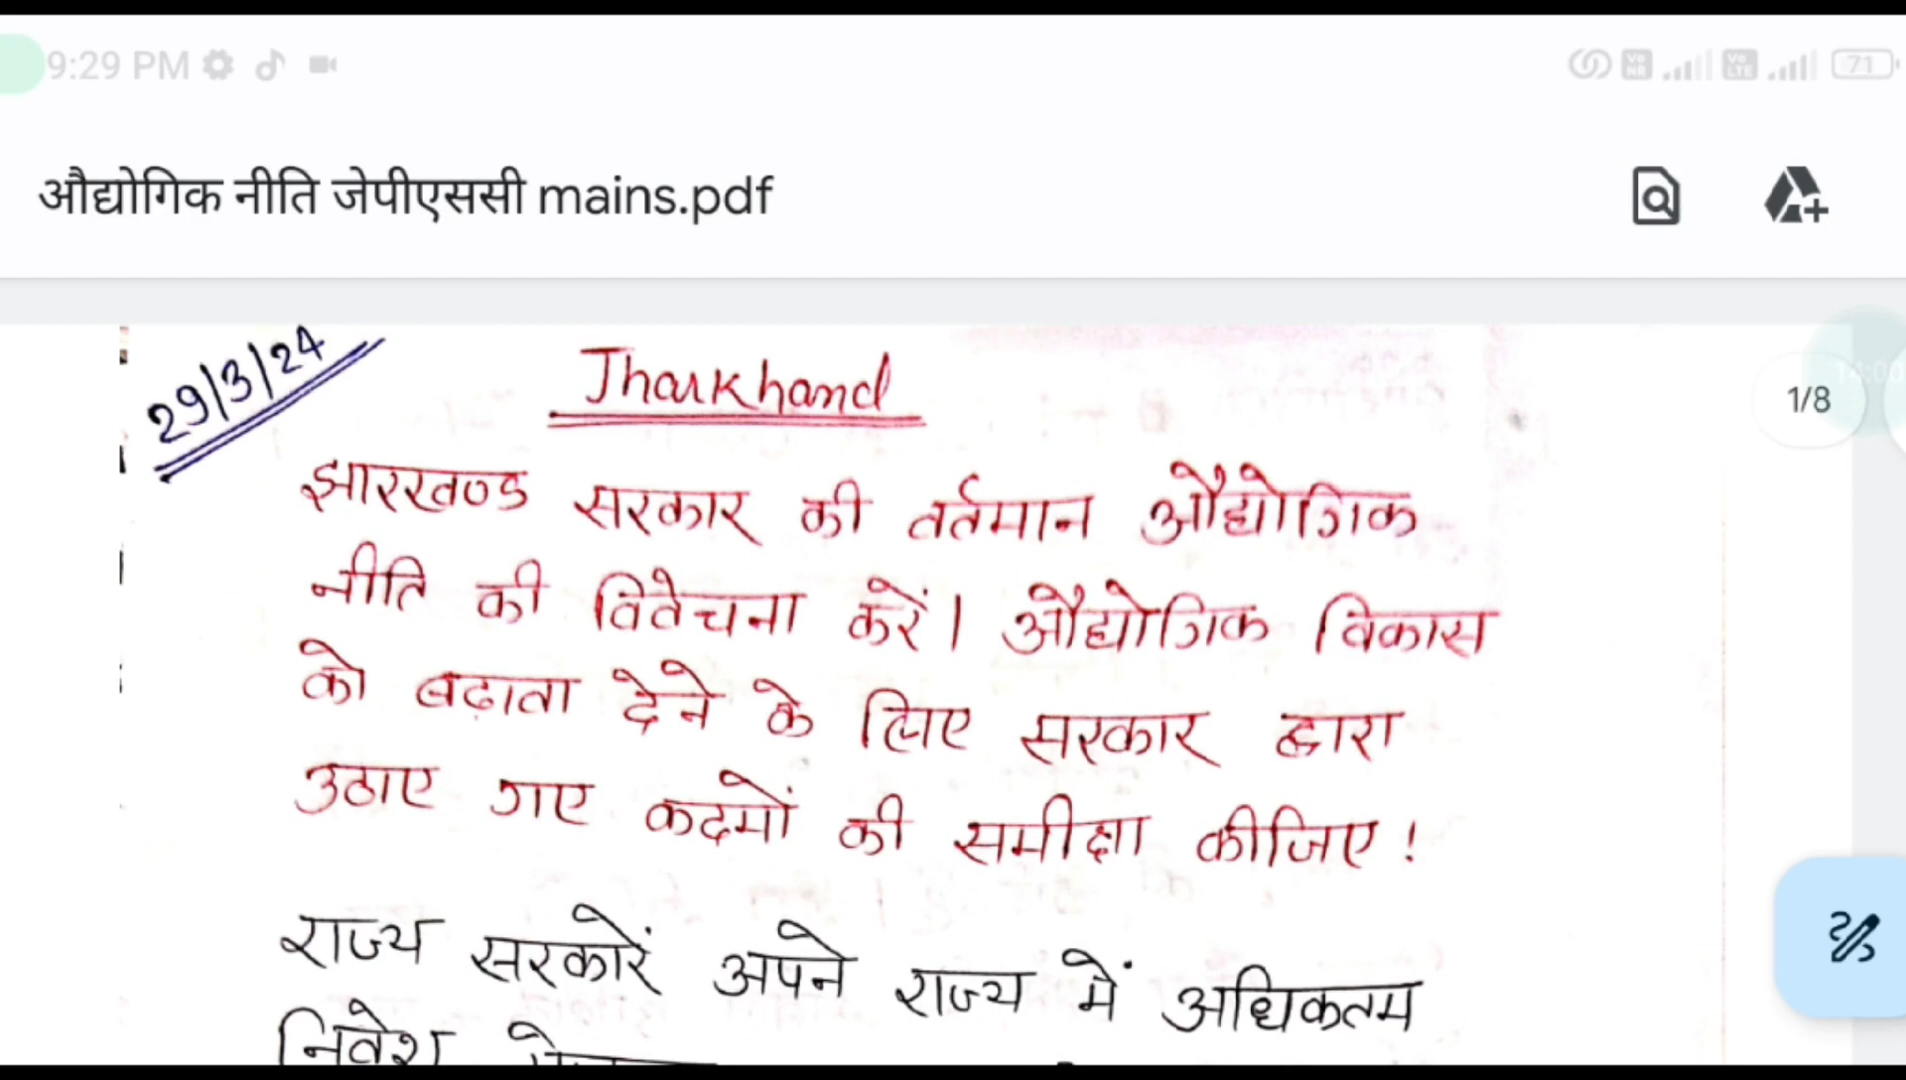 9:29 PM
71
औद्योगिक नीति जेपीएससी mains.pdf
1/8
29/3/24
Jharkhand
झारखण्ड सरकार की वर्तमान औद्योगिक
नीति की विवेचना करें। औद्योगिक विकास
को बढ़ावा देने के लिए सरकार द्वारा
उठाए गए कदमों की समीक्षा कीजिए!
राज्य सरकारें अपने राज्य में अधिकतम
निवेश